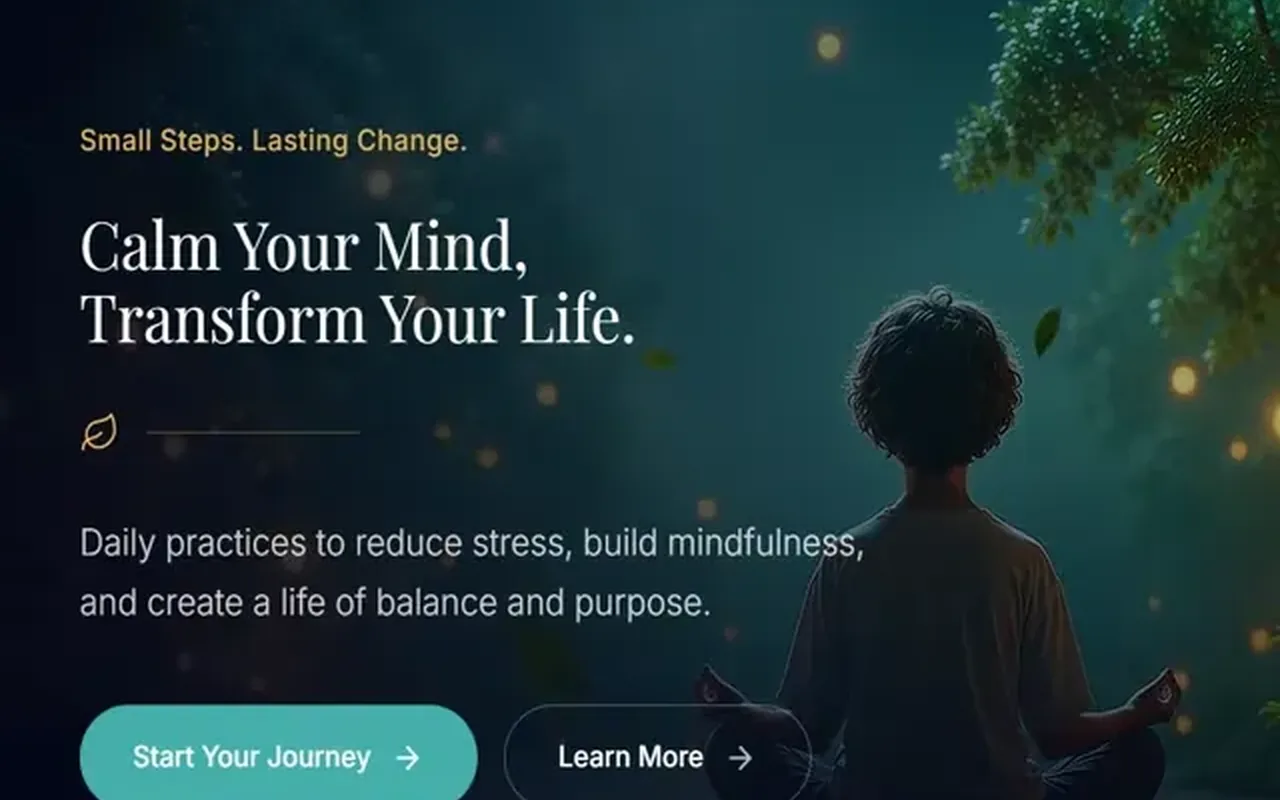 Small Steps. Lasting Change.
Calm Your Mind,
Transform Your Life.
Daily practices to reduce stress, build mindfulness,
and create a life of balance and purpose.
Start Your Journey →
Learn More →